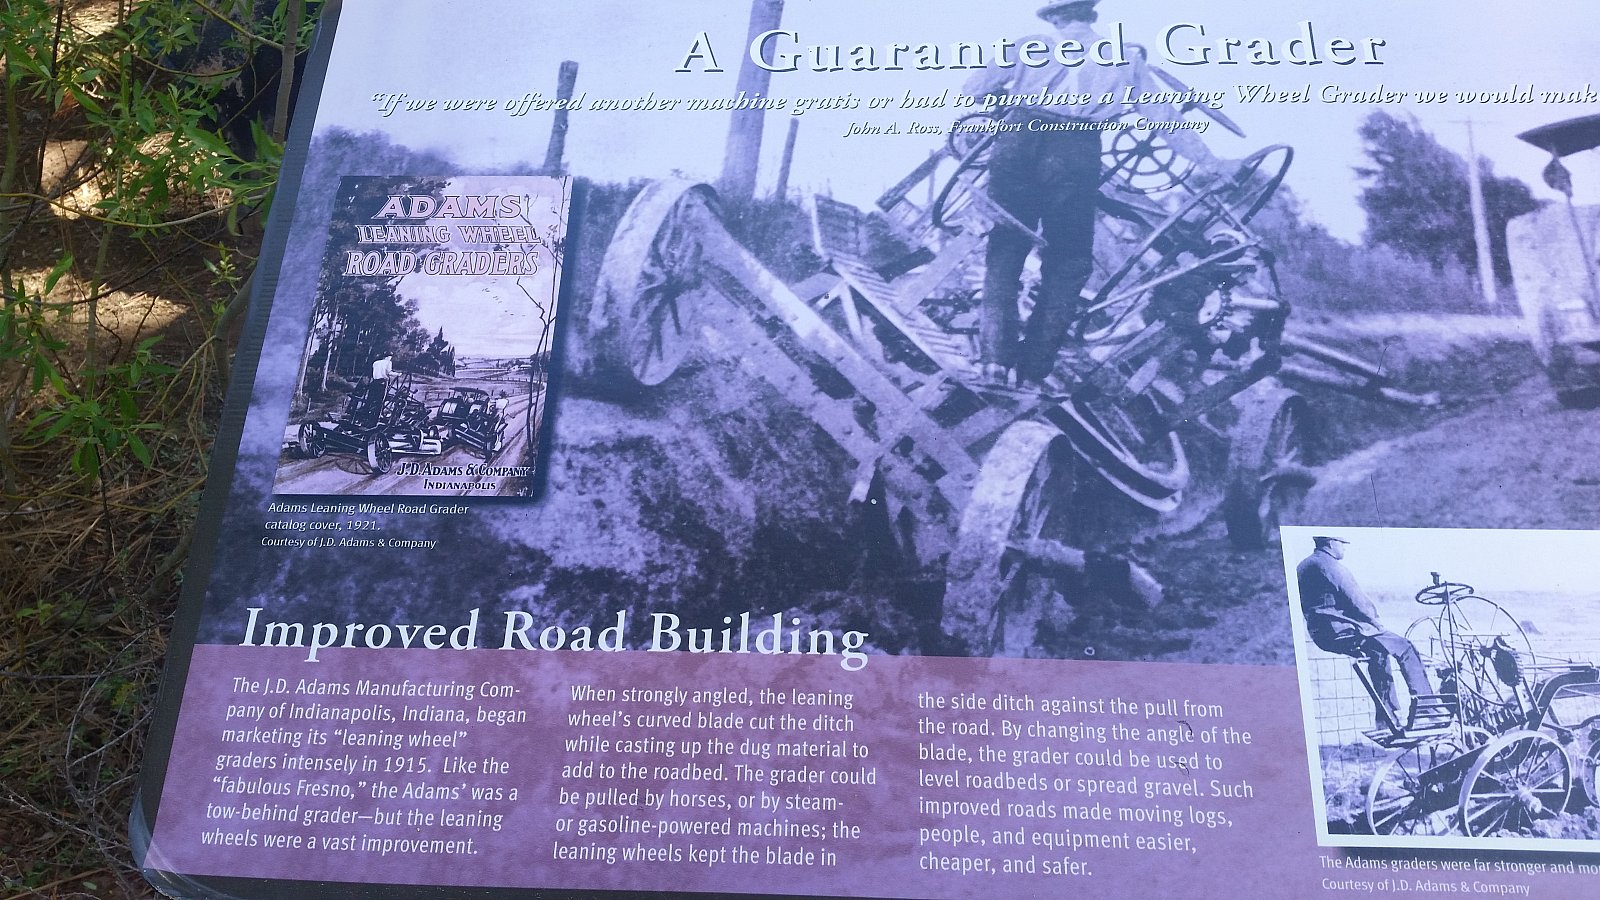 A Guaranteed Grader
“If we were offered another machine gratis or had to purchase a Leaning Wheel Grader we would mak
John A. Ross, Frankfort Construction Company
ADAMS
LEANING WHEEL
ROAD GRADERS
J.D. ADAMS & COMPANY
INDIANAPOLIS
Adams Leaning Wheel Road Grader
catalog cover, 1921.
Courtesy of J.D. Adams & Company
Improved Road Building
The J.D. Adams Manufacturing Com-
pany of Indianapolis, Indiana, began
marketing its “leaning wheel”
graders intensely in 1915. Like the
“fabulous Fresno,” the Adams’ was a
tow-behind grader—but the leaning
wheels were a vast improvement.
When strongly angled, the leaning
wheel’s curved blade cut the ditch
while casting up the dug material to
add to the roadbed. The grader could
be pulled by horses, or by steam-
or gasoline-powered machines; the
leaning wheels kept the blade in
the side ditch against the pull from
the road. By changing the angle of the
blade, the grader could be used to
level roadbeds or spread gravel. Such
improved roads made moving logs,
people, and equipment easier,
cheaper, and safer.
The Adams graders were far stronger and mo
Courtesy of J.D. Adams & Company